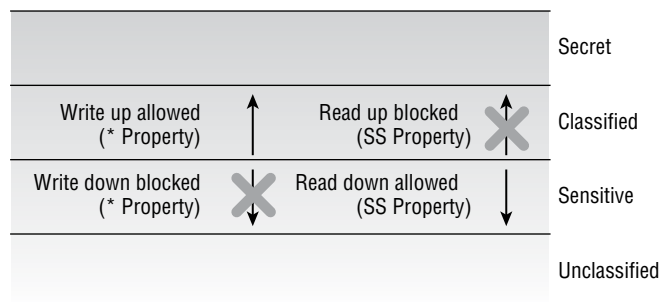 Secret
Write up allowed
(* Property)
Read up blocked
(SS Property)
Classified
Write down blocked
(* Property)
Read down allowed
(SS Property)
Sensitive
Unclassified